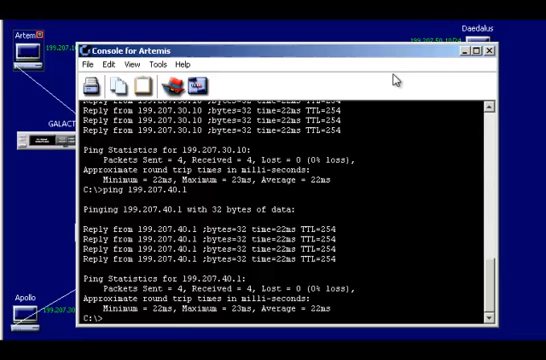 Artemis
Daedalus
Console for Artemis
199.207
File Edit View Tools Help
GALACT
Reply from 199.207.30.10 ;bytes=32 time=22ms TTL=254
Reply from 199.207.30.10 ;bytes=32 time=22ms TTL=254
Reply from 199.207.30.10 ;bytes=32 time=23ms TTL=254
Ping Statistics for 199.207.30.10:
Packets Sent = 4, Received = 4, Lost = 0 (0% loss),
Approximate round trip times in milli-seconds:
Minimum = 22ms, Maximum = 23ms, Average = 22ms
C:\>ping 199.207.40.1
Pinging 199.207.40.1 with 32 bytes of data:
Reply from 199.207.40.1 ;bytes=32 time=22ms TTL=254
Reply from 199.207.40.1 ;bytes=32 time=22ms TTL=254
Reply from 199.207.40.1 ;bytes=32 time=22ms TTL=254
Reply from 199.207.40.1 ;bytes=32 time=22ms TTL=254
Ping Statistics for 199.207.40.1:
Packets Sent = 4, Received = 4, Lost = 0 (0% loss),
Approximate round trip times in milli-seconds:
Minimum = 22ms, Maximum = 23ms, Average = 22ms
C:\>
Apollo
199.207